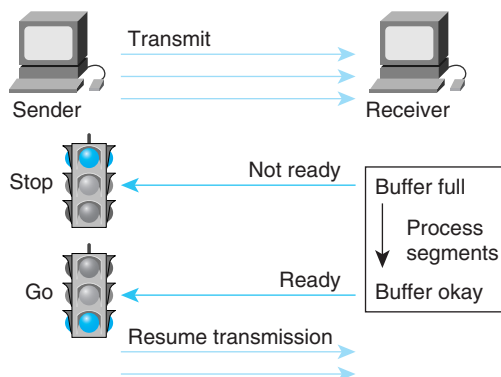 Transmit
Sender
Receiver
Stop
Not ready
Buffer full
Process
segments
Go
Ready
Buffer okay
Resume transmission